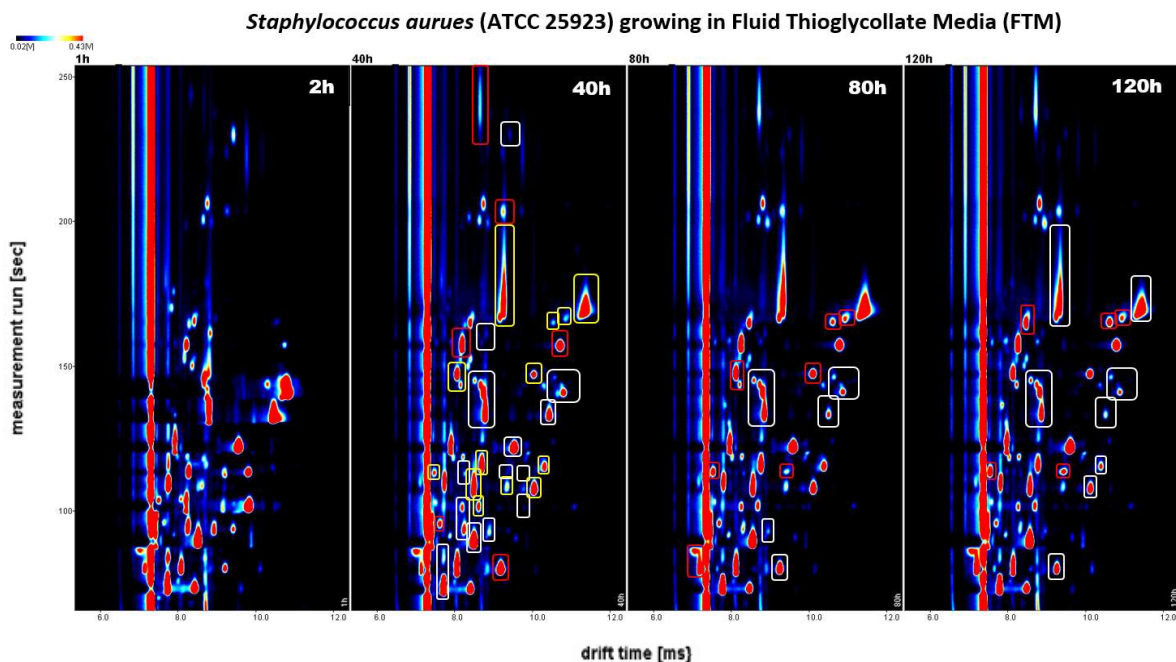 Staphylococcus aurues (ATCC 25923) growing in Fluid Thioglycollate Media (FTM)
0.02[V] 0.43[V]
1h 40h 80h 120h
2h 40h 80h 120h
250
200
150
100
measurement run [sec]
1h 40h 80h 120h
6.0 8.0 10.0 12.0 6.0 8.0 10.0 12.0 6.0 8.0 10.0 12.0 6.0 8.0 10.0 12.0
drift time [ms]